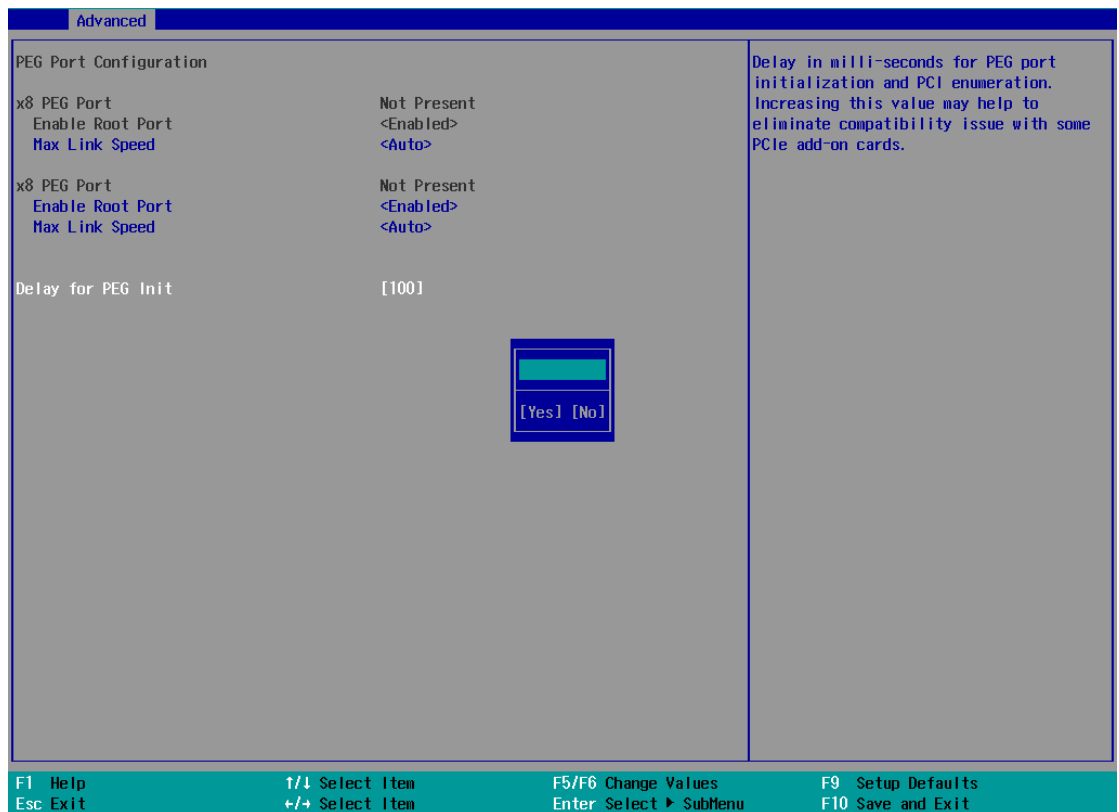 Advanced
PEG Port Configuration
x8 PEG Port Not Present
Enable Root Port <Enabled>
Max Link Speed <Auto>
x8 PEG Port Not Present
Enable Root Port <Enabled>
Max Link Speed <Auto>
Delay for PEG Init [100]
Delay in milli-seconds for PEG port
initialization and PCI enumeration.
Increasing this value may help to
eliminate compatibility issue with some
PCIe add-on cards.
[Yes] [No]
F1 Help ↑/↓ Select Item F5/F6 Change Values F9 Setup Defaults
Esc Exit ←/→ Select Item Enter Select ▶ SubMenu F10 Save and Exit